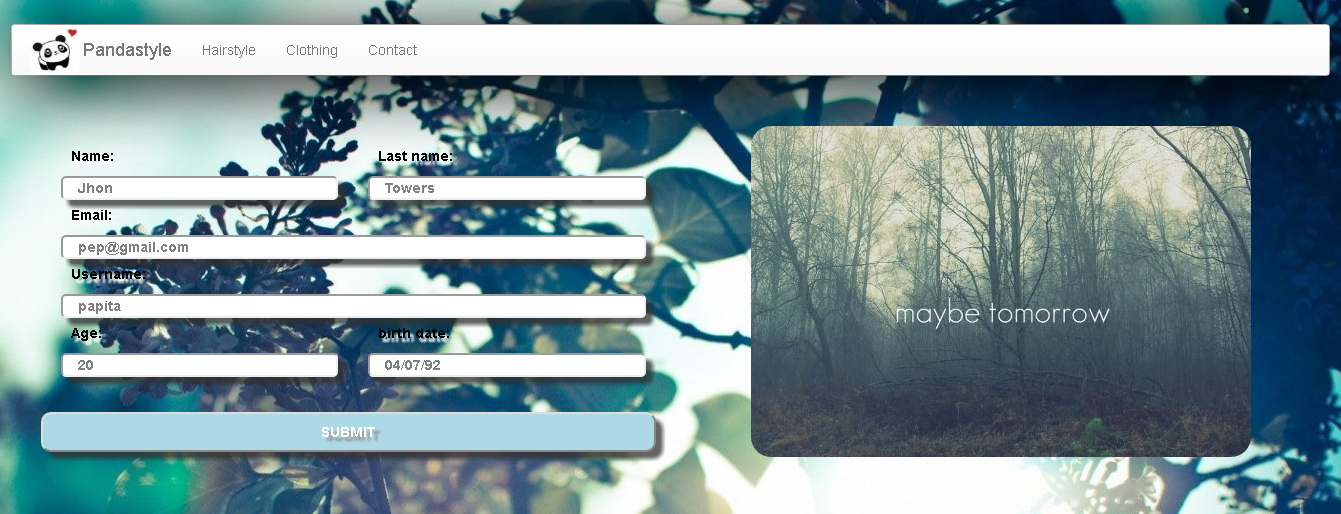 Pandastyle Hairstyle Clothing Contact
Name: Last name:
Jhon Towers
Email:
pep@gmail.com
Username:
papita
Age: birth date:
20 04/07/92
SUBMIT
maybe tomorrow